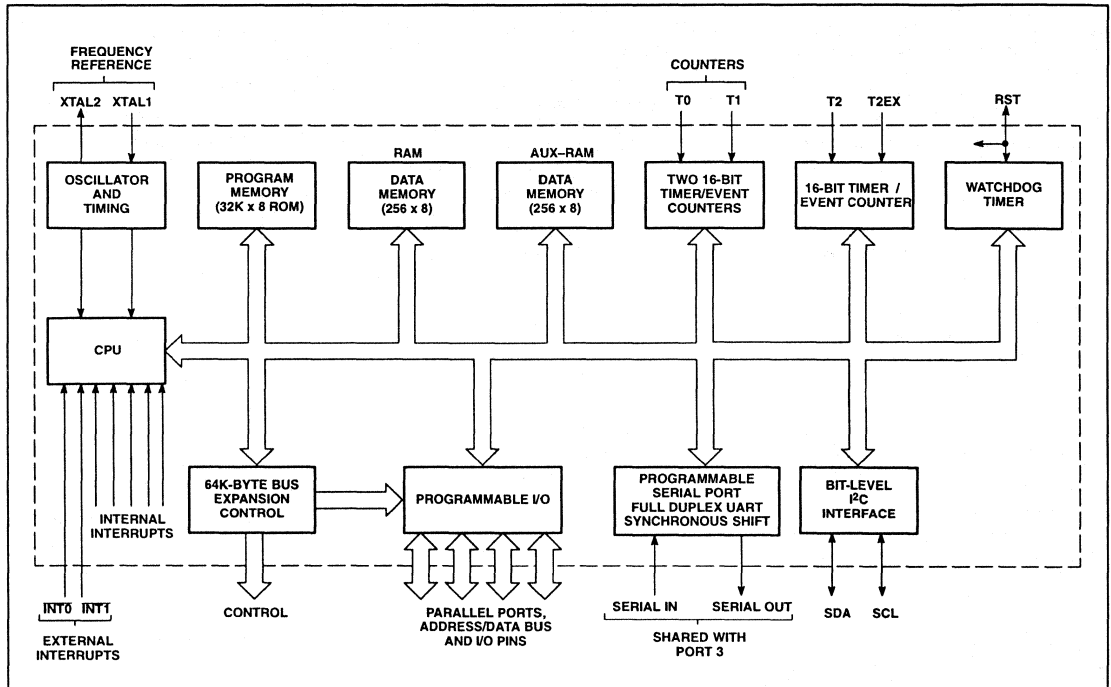 FREQUENCY
REFERENCE
XTAL2 XTAL1
COUNTERS
T0 T1
T2 T2EX
RST
OSCILLATOR
AND
TIMING
PROGRAM
MEMORY
(32K x 8 ROM)
RAM
DATA
MEMORY
(256 x 8)
AUX–RAM
DATA
MEMORY
(256 x 8)
TWO 16-BIT
TIMER/EVENT
COUNTERS
16-BIT TIMER /
EVENT COUNTER
WATCHDOG
TIMER
CPU
INTERNAL
INTERRUPTS
64K-BYTE BUS
EXPANSION
CONTROL
PROGRAMMABLE I/O
PROGRAMMABLE
SERIAL PORT
FULL DUPLEX UART
SYNCHRONOUS SHIFT
BIT-LEVEL
I²C
INTERFACE
INT0 INT1
EXTERNAL
INTERRUPTS
CONTROL
PARALLEL PORTS,
ADDRESS/DATA BUS
AND I/O PINS
SERIAL IN SERIAL OUT
SHARED WITH
PORT 3
SDA SCL